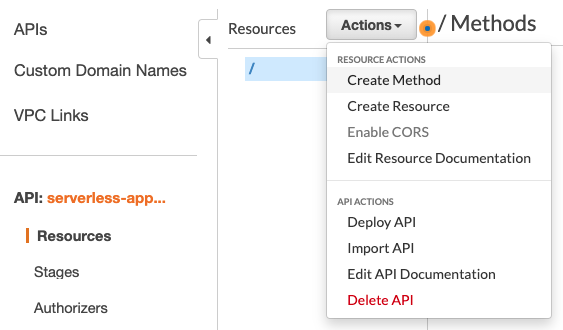 APIs
Custom Domain Names
VPC Links
API: serverless-app...
Resources
Stages
Authorizers
Resources
Actions
/ Methods
/
RESOURCE ACTIONS
Create Method
Create Resource
Enable CORS
Edit Resource Documentation
API ACTIONS
Deploy API
Import API
Edit API Documentation
Delete API